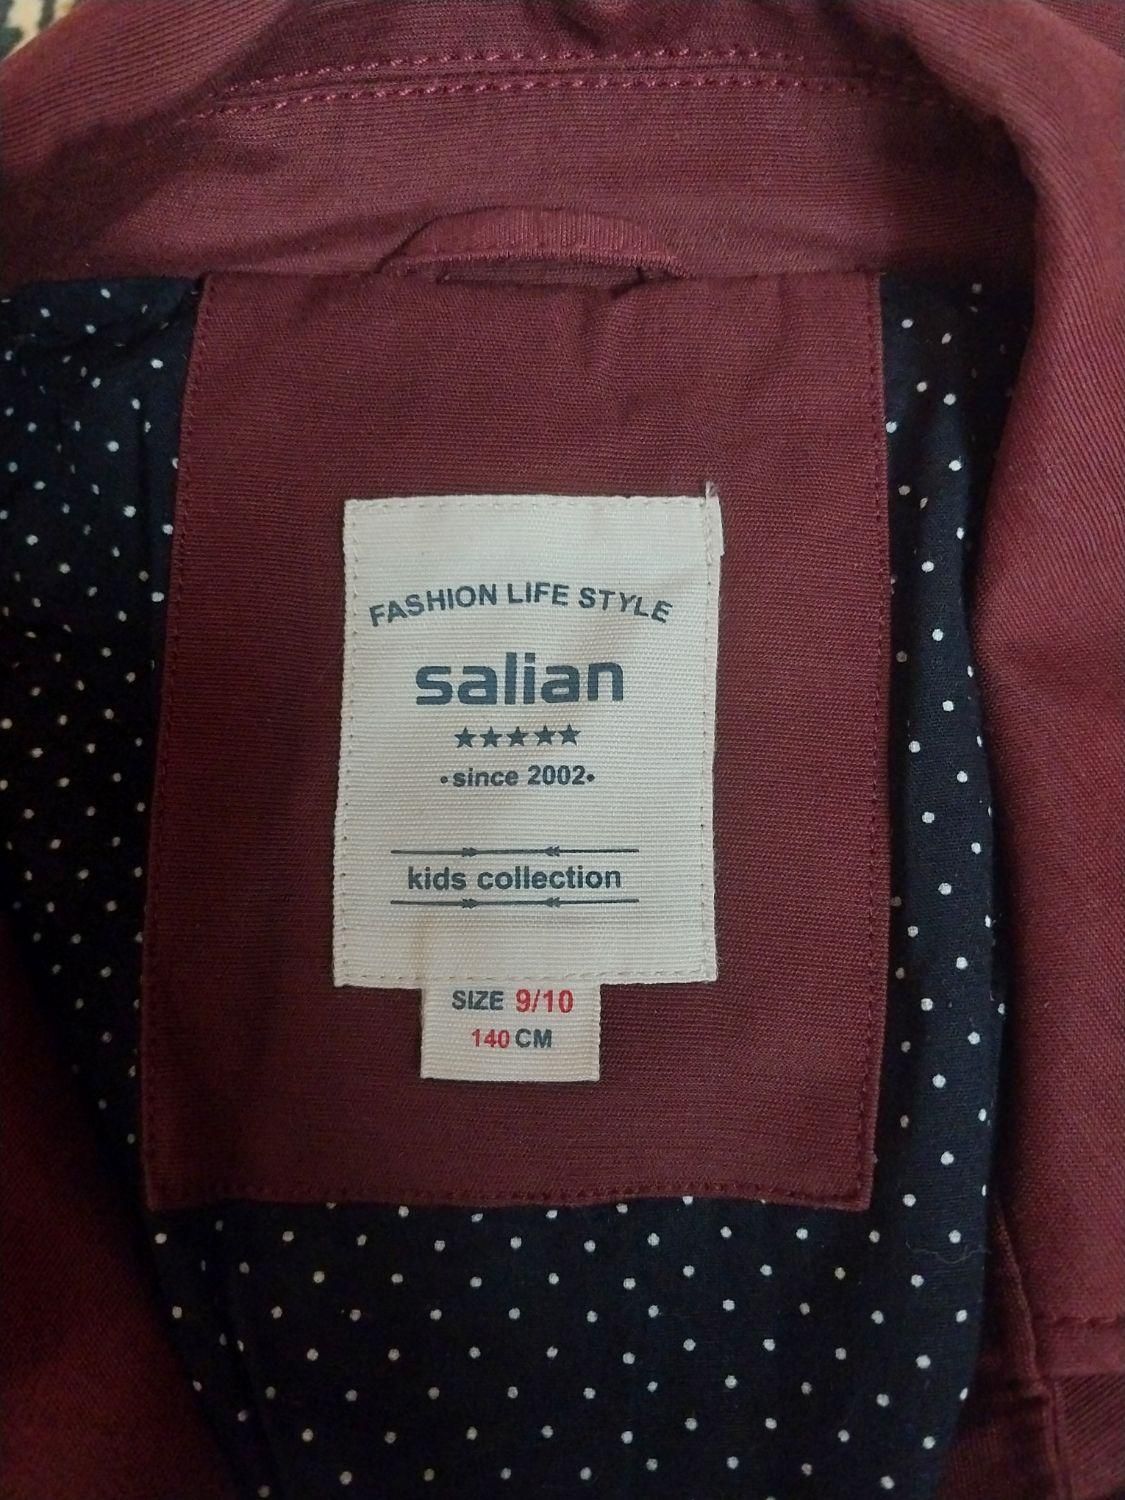 FASHION LIFE STYLE
salian
★★★★★
•since 2002•
kids collection
SIZE 9/10
140 CM